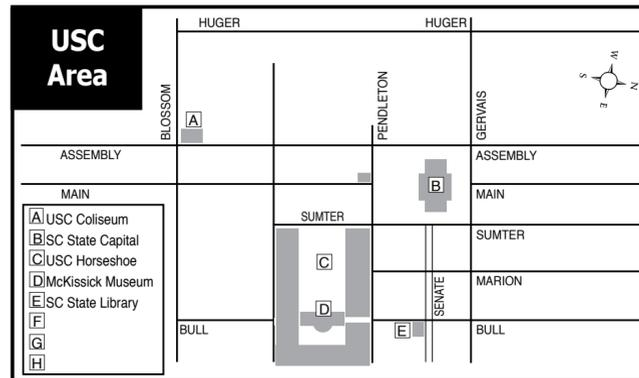 USC
Area
HUGER
HUGER
W
N
S
E
BLOSSOM
PENDLETON
GERVAIS
A
ASSEMBLY
ASSEMBLY
B
MAIN
MAIN
SUMTER
SUMTER
A USC Coliseum
B SC State Capital
C USC Horseshoe
D McKissick Museum
E SC State Library
F
G
H
C
MARION
SENATE
D
BULL
E
BULL